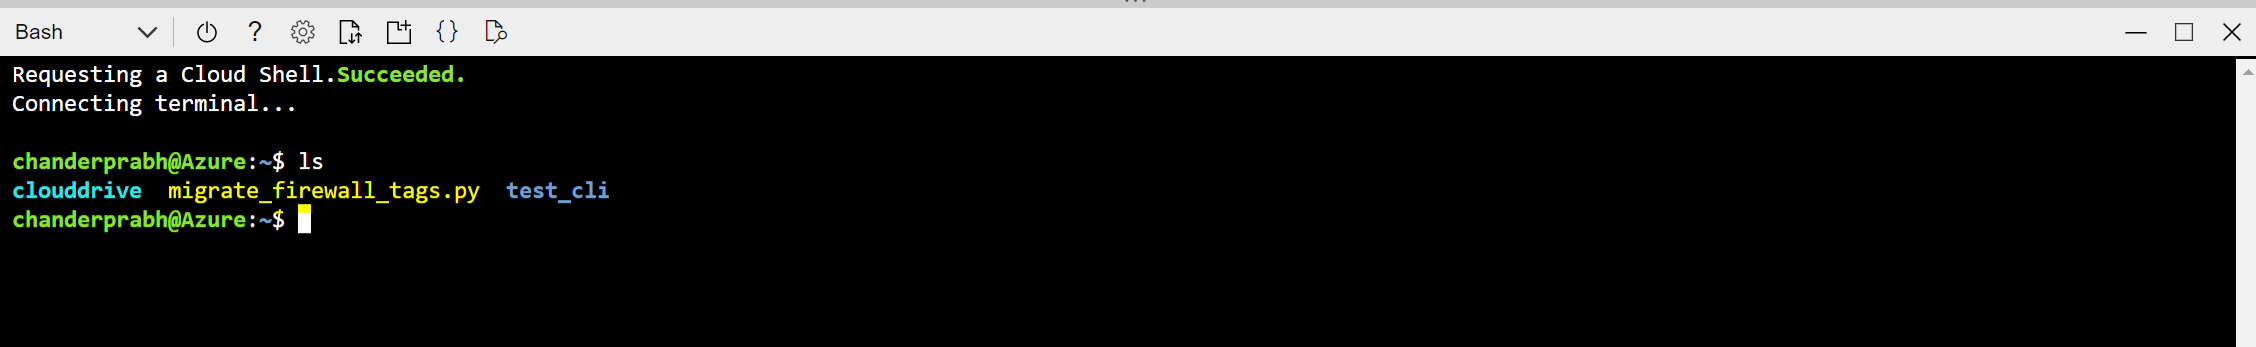 Bash
Requesting a Cloud Shell.Succeeded.
Connecting terminal...
chanderprabh@Azure:~$ ls
clouddrive  migrate_firewall_tags.py  test_cli
chanderprabh@Azure:~$